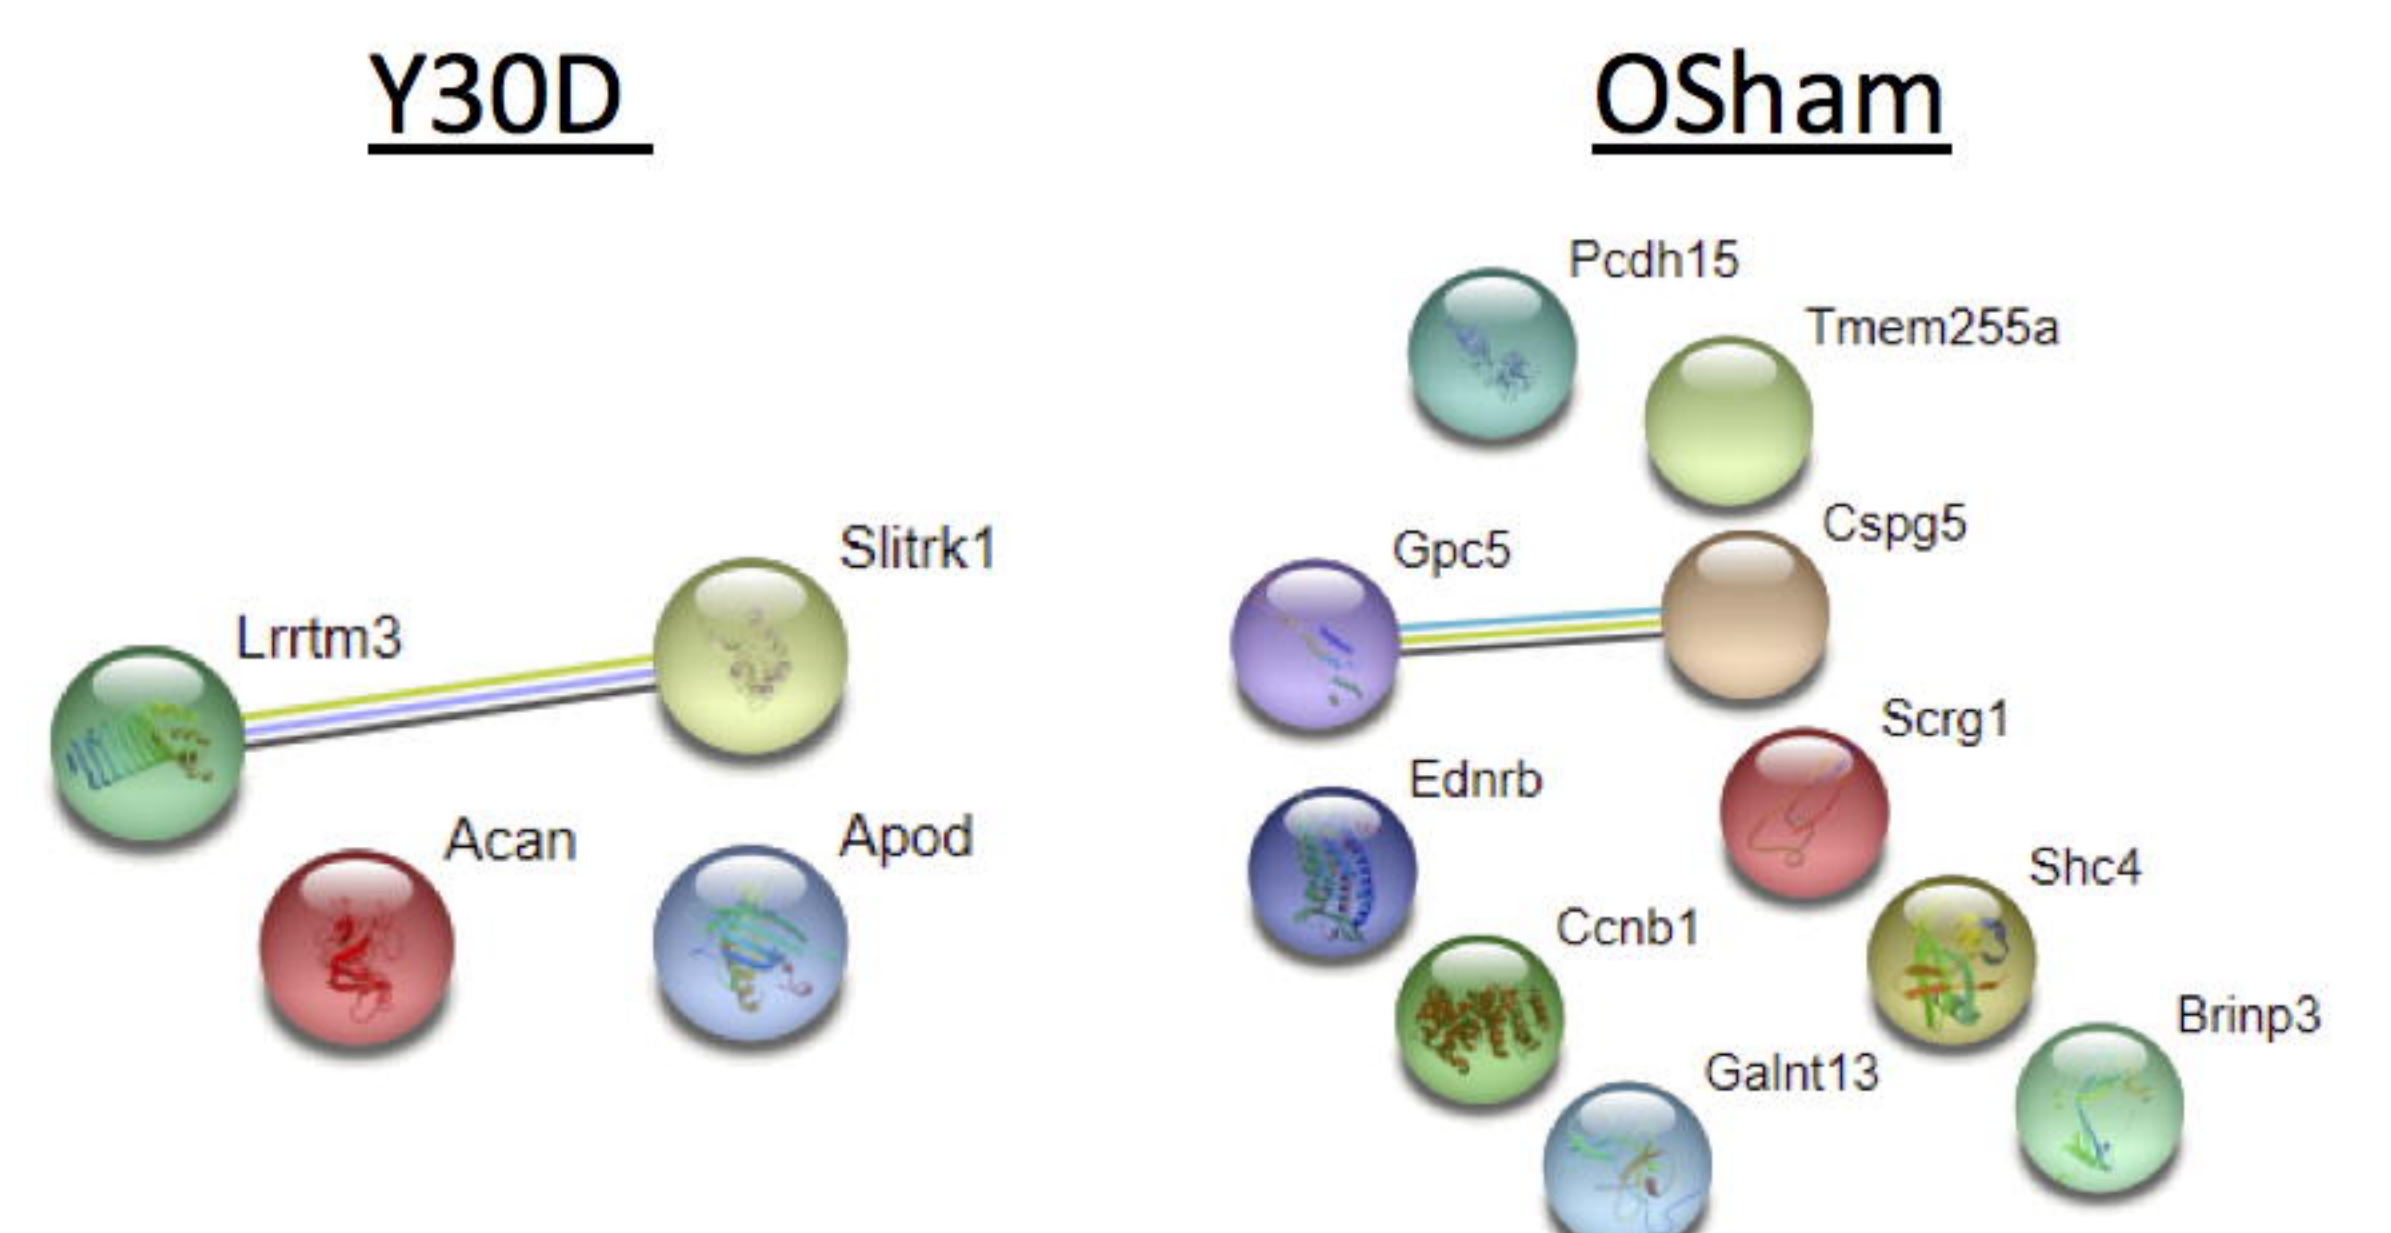 Y30D
OSham
Pcdh15
Tmem255a
Cspg5
Gpc5
Slitrk1
Lrrtm3
Scrg1
Ednrb
Acan
Apod
Shc4
Ccnb1
Brinp3
Galnt13